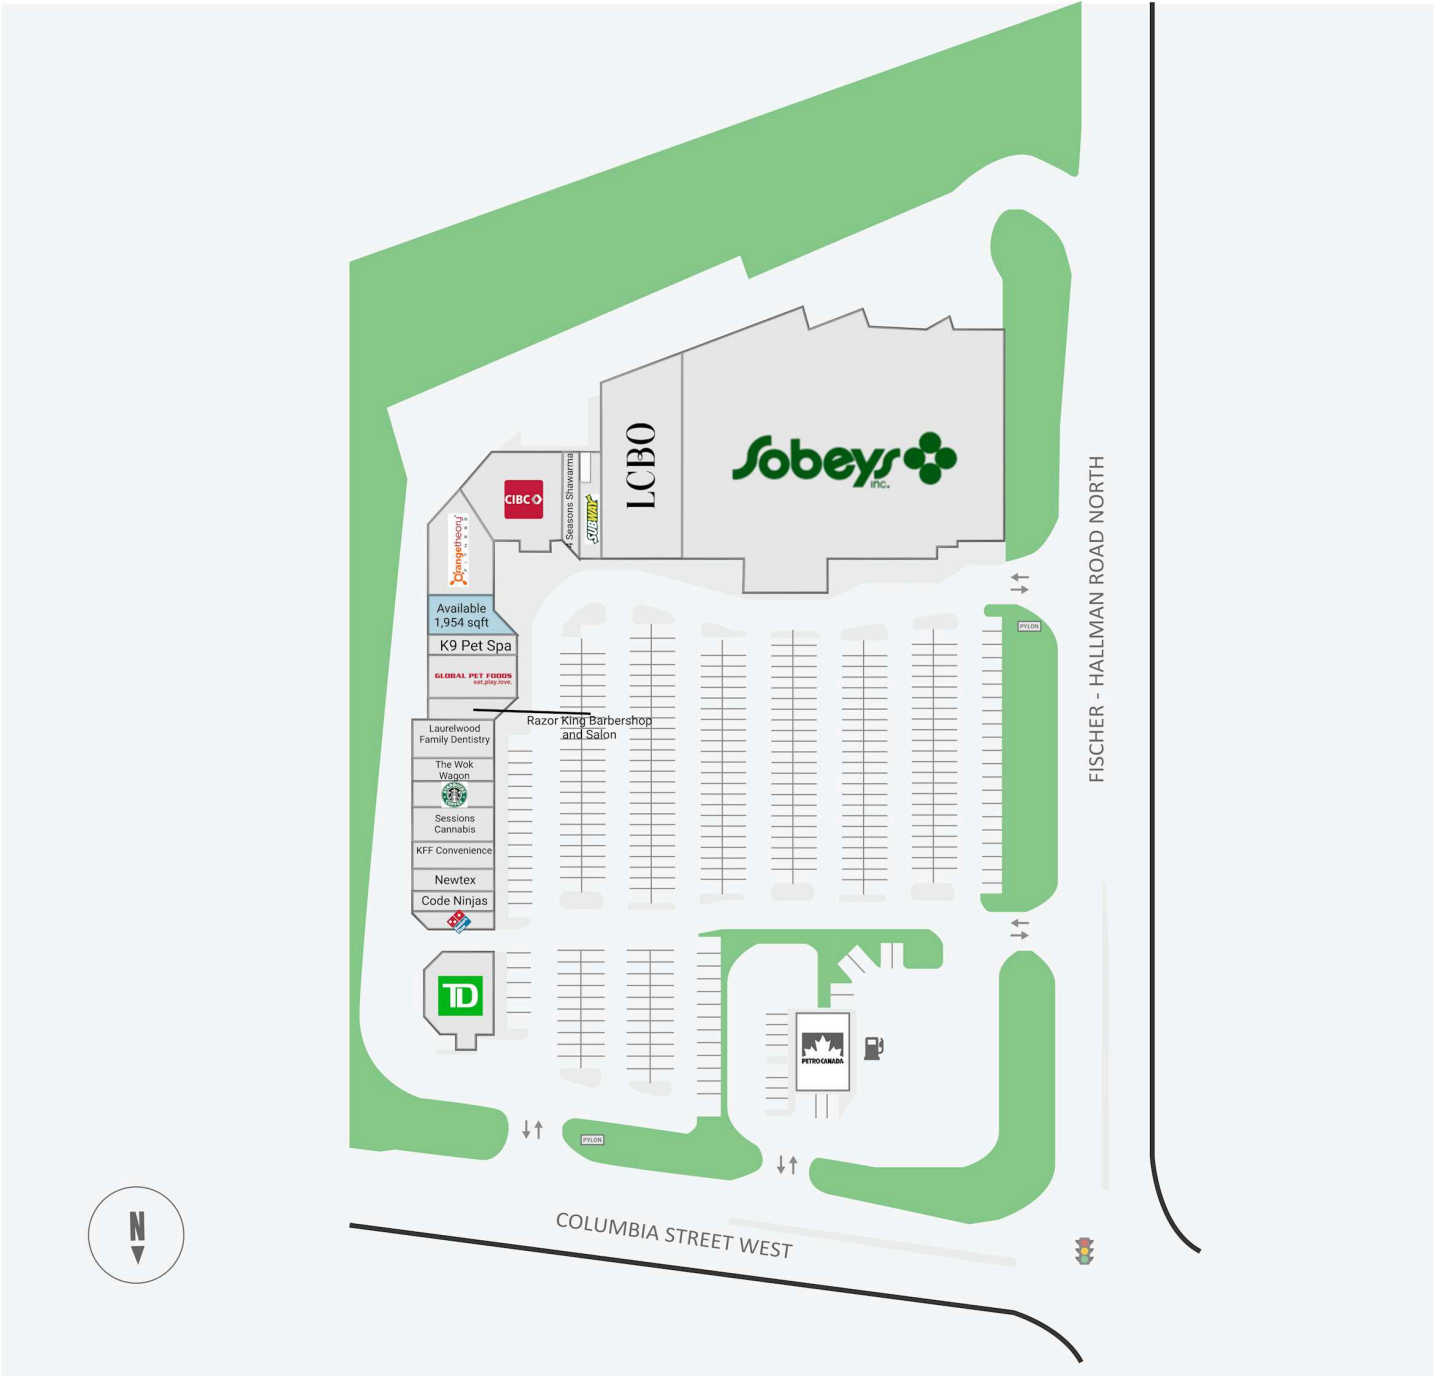 LCBO
Sobeys
inc.
CIBC
4 Seasons Shawarma
SUBWAY
Orangetheory
FITNESS
Available
1,954 sqft
K9 Pet Spa
GLOBAL PET FOODS
eat.play.love.
Razor King Barbershop
and Salon
Laurelwood
Family Dentistry
The Wok
Wagon
Sessions
Cannabis
KFF Convenience
Newtex
Code Ninjas
TD
PETRO-CANADA
PYLON
PYLON
FISCHER - HALLMAN ROAD NORTH
COLUMBIA STREET WEST
N